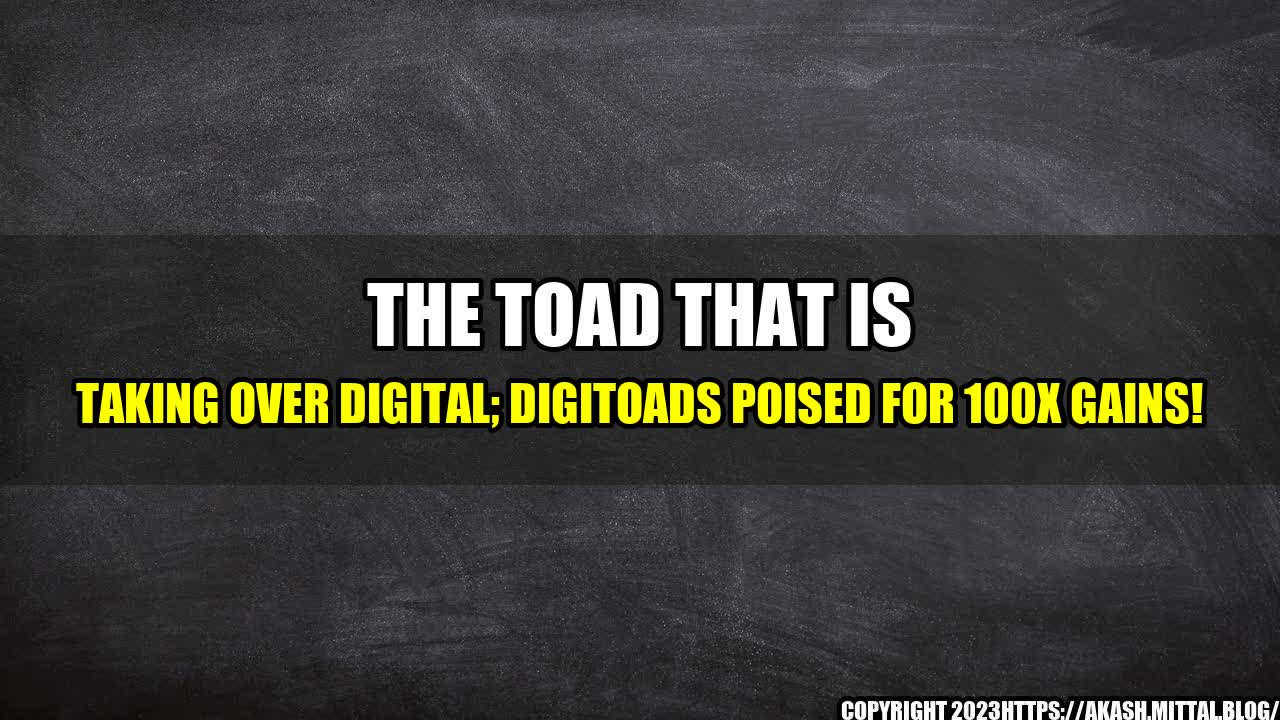 THE TOAD THAT IS
TAKING OVER DIGITAL; DIGITOADS POISED FOR 100X GAINS!
COPYRIGHT 2023HTTPS://AKASH.MITTAL.BLOG/